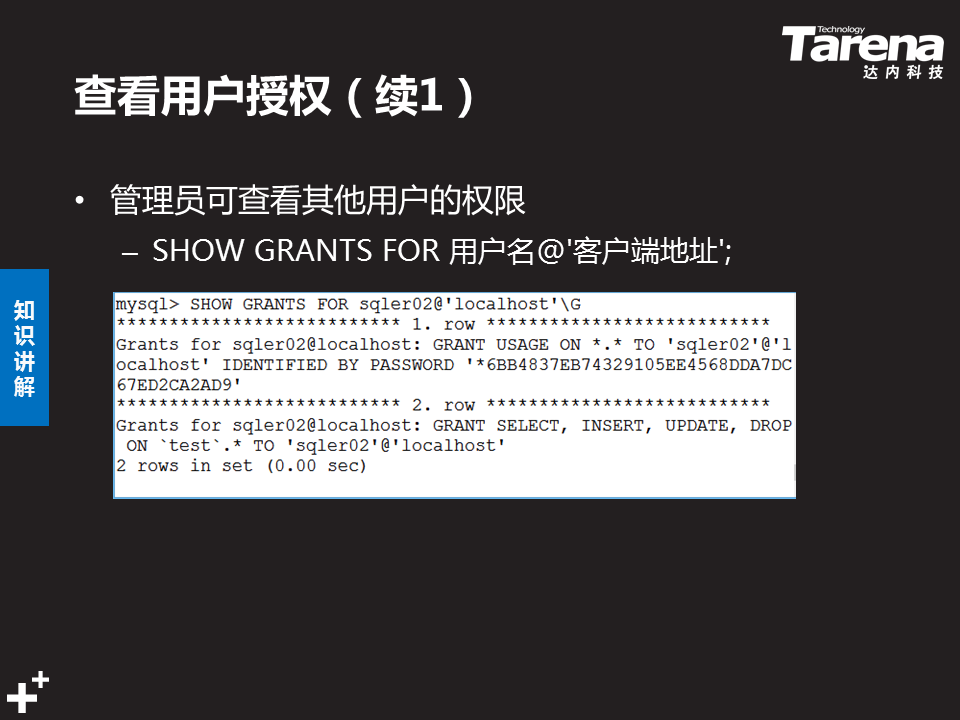 Technology
Tarena
达内科技
查看用户授权（续1）
• 管理员可查看其他用户的权限
– SHOW GRANTS FOR 用户名@'客户端地址';
知识讲解
mysql> SHOW GRANTS FOR sqler02@'localhost'\G
*************************** 1. row ***************************
Grants for sqler02@localhost: GRANT USAGE ON *.* TO 'sqler02'@'l
ocalhost' IDENTIFIED BY PASSWORD '*6BB4837EB74329105EE4568DDA7DC
67ED2CA2AD9'
*************************** 2. row ***************************
Grants for sqler02@localhost: GRANT SELECT, INSERT, UPDATE, DROP
 ON `test`.* TO 'sqler02'@'localhost'
2 rows in set (0.00 sec)